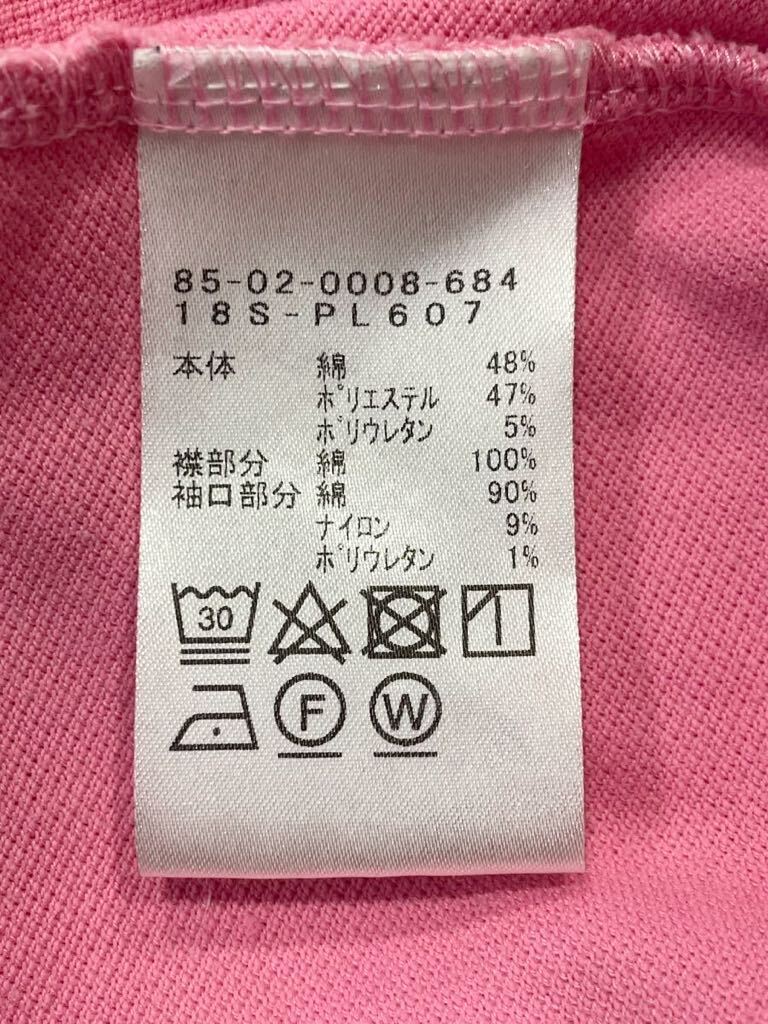 85-02-0008-684
18S-PL607
本体 綿 48%
ポリエステル 47%
ポリウレタン 5%
襟部分 綿 100%
袖口部分 綿 90%
ナイロン 9%
ポリウレタン 1%
30
F W